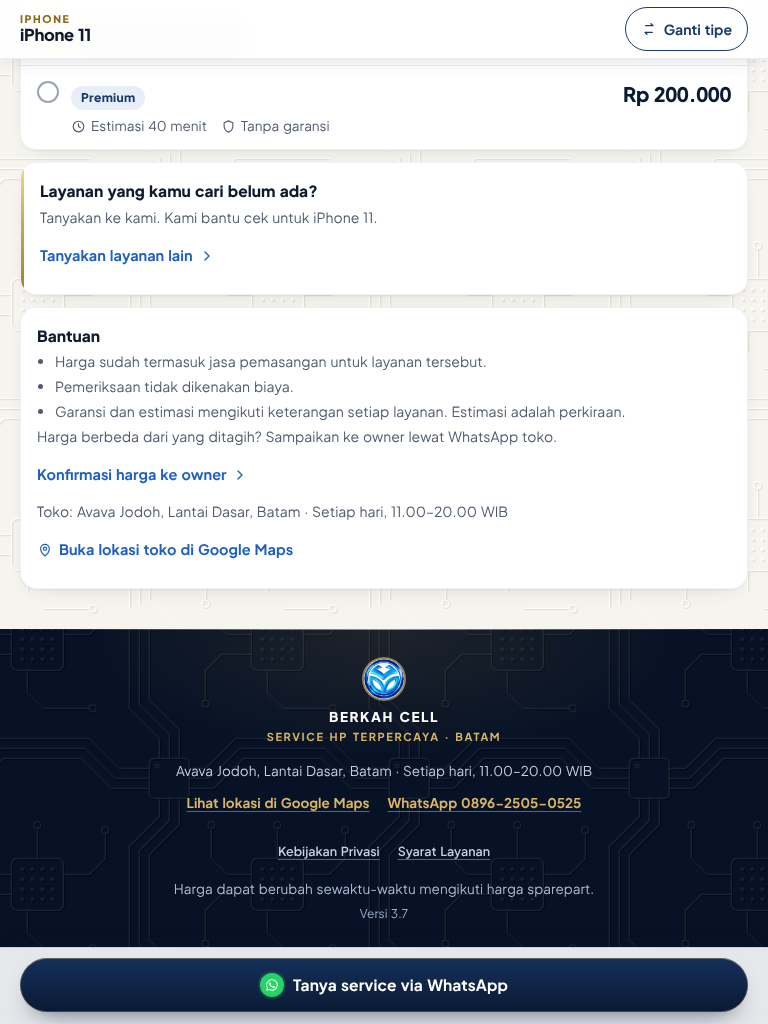 IPHONE
iPhone 11
Ganti tipe
Premium
Rp 200.000
Estimasi 40 menit
Tanpa garansi
Layanan yang kamu cari belum ada?
Tanyakan ke kami. Kami bantu cek untuk iPhone 11.
Tanyakan layanan lain
Bantuan
• Harga sudah termasuk jasa pemasangan untuk layanan tersebut.
• Pemeriksaan tidak dikenakan biaya.
• Garansi dan estimasi mengikuti keterangan setiap layanan. Estimasi adalah perkiraan.
Harga berbeda dari yang ditagih? Sampaikan ke owner lewat WhatsApp toko.
Konfirmasi harga ke owner
Toko: Avava Jodoh, Lantai Dasar, Batam · Setiap hari, 11.00–20.00 WIB
Buka lokasi toko di Google Maps
BERKAH CELL
SERVICE HP TERPERCAYA · BATAM
Avava Jodoh, Lantai Dasar, Batam · Setiap hari, 11.00–20.00 WIB
Lihat lokasi di Google Maps WhatsApp 0896-2505-0525
Kebijakan Privasi Syarat Layanan
Harga dapat berubah sewaktu-waktu mengikuti harga sparepart.
Versi 3.7
Tanya service via WhatsApp